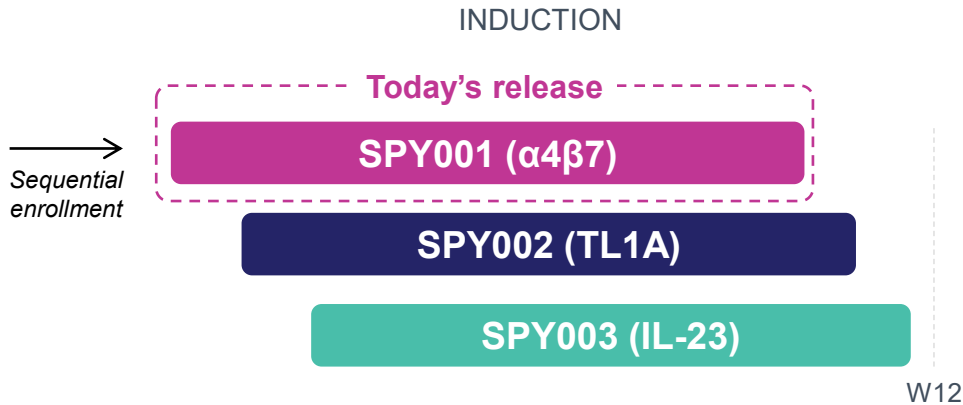 INDUCTION
Today’s release
SPY001 (α4β7)
Sequential
enrollment
SPY002 (TL1A)
SPY003 (IL-23)
W12